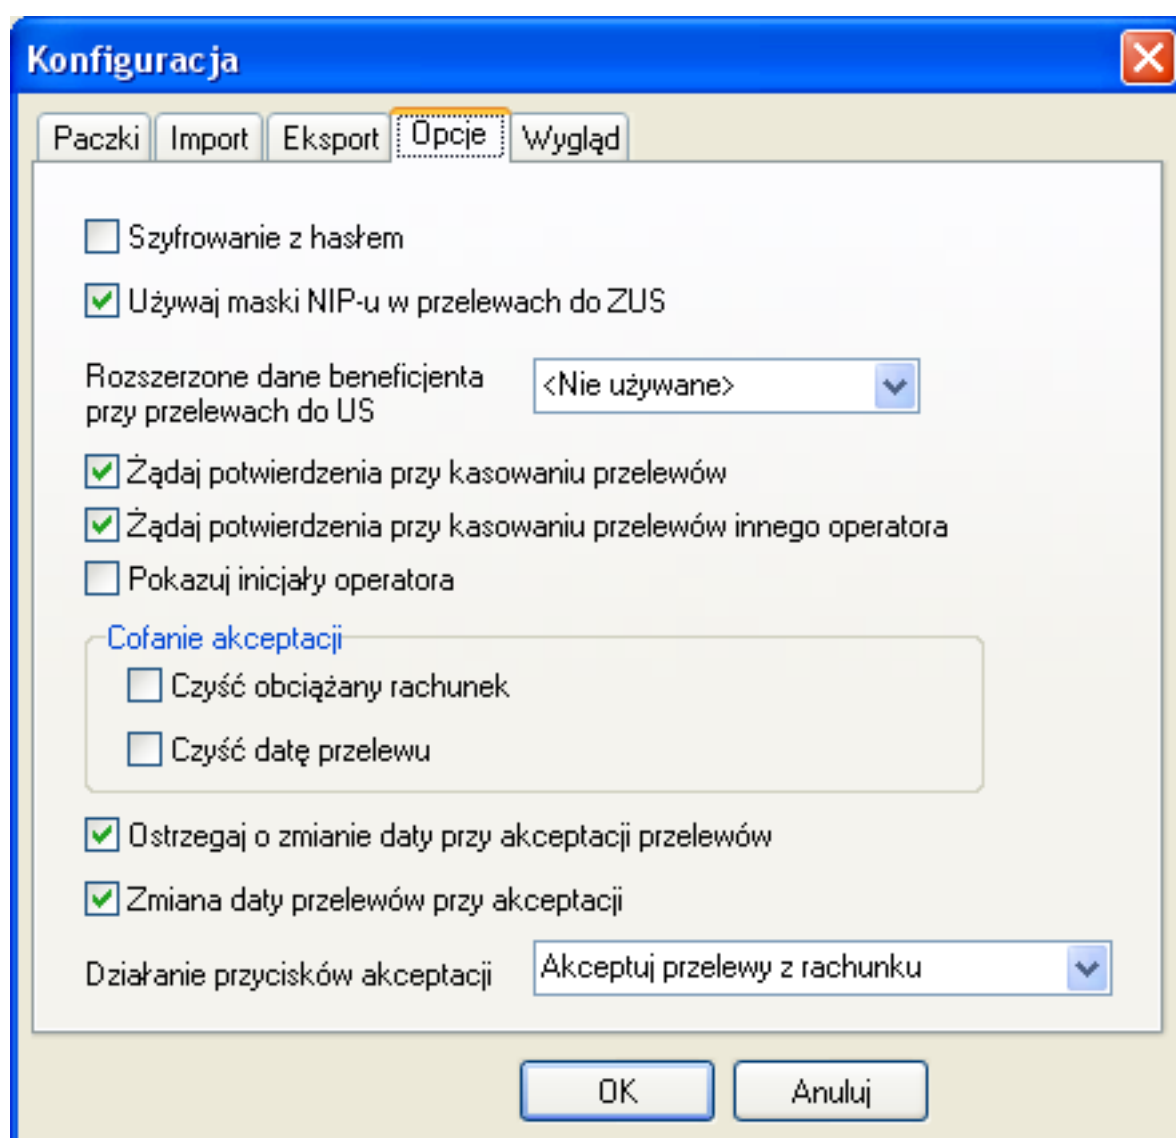 Konfiguracja
Paczki Import Eksport Opcje Wygląd
Szyfrowanie z hasłem
Używaj maski NIP-u w przelewach do ZUS
Rozszerzone dane beneficjenta
przy przelewach do US
<Nie używane>
Żądaj potwierdzenia przy kasowaniu przelewów
Żądaj potwierdzenia przy kasowaniu przelewów innego operatora
Pokazuj inicjały operatora
Cofanie akceptacji
Czyść obciążany rachunek
Czyść datę przelewu
Ostrzegaj o zmianie daty przy akceptacji przelewów
Zmiana daty przelewów przy akceptacji
Działanie przycisków akceptacji Akceptuj przelewy z rachunku
OK Anuluj